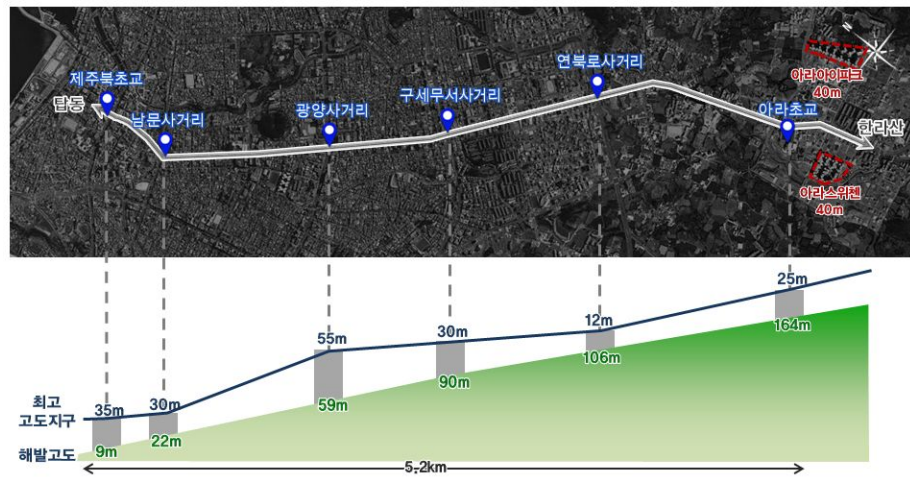 N
아라아이파크
40m
연북로사거리
제주북초교
탑동
구세무서사거리
광양사거리
남문사거리
아라초교
한라산
아라스위첸
40m
25m
12m
164m
30m
55m
106m
90m
최고
고도지구
35m
30m
59m
22m
해발고도
9m
5.2km